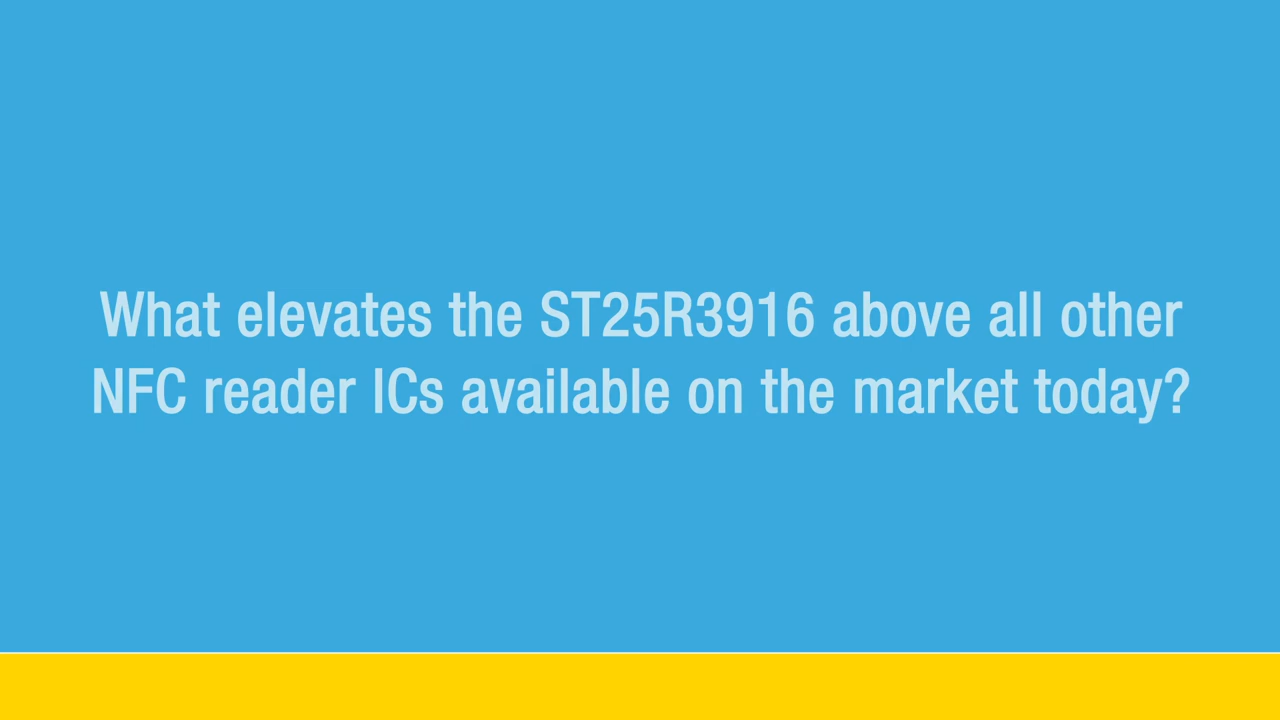 What elevates the ST25R3916 above all other
NFC reader ICs available on the market today?